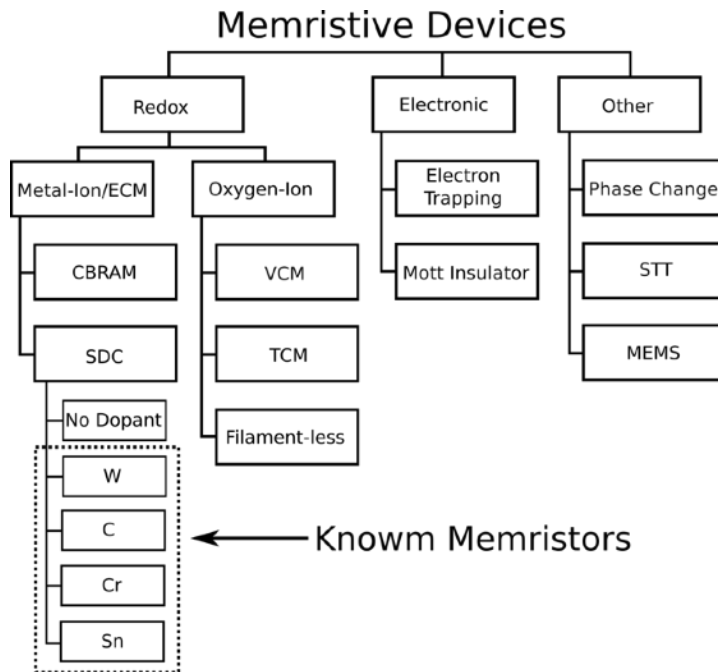 Memristive Devices
Redox
Electronic
Other
Metal-Ion/ECM
Oxygen-Ion
Electron
Trapping
Phase Change
CBRAM
VCM
Mott Insulator
STT
SDC
TCM
MEMS
No Dopant
Filament-less
W
C
Knowm Memristors
Cr
Sn